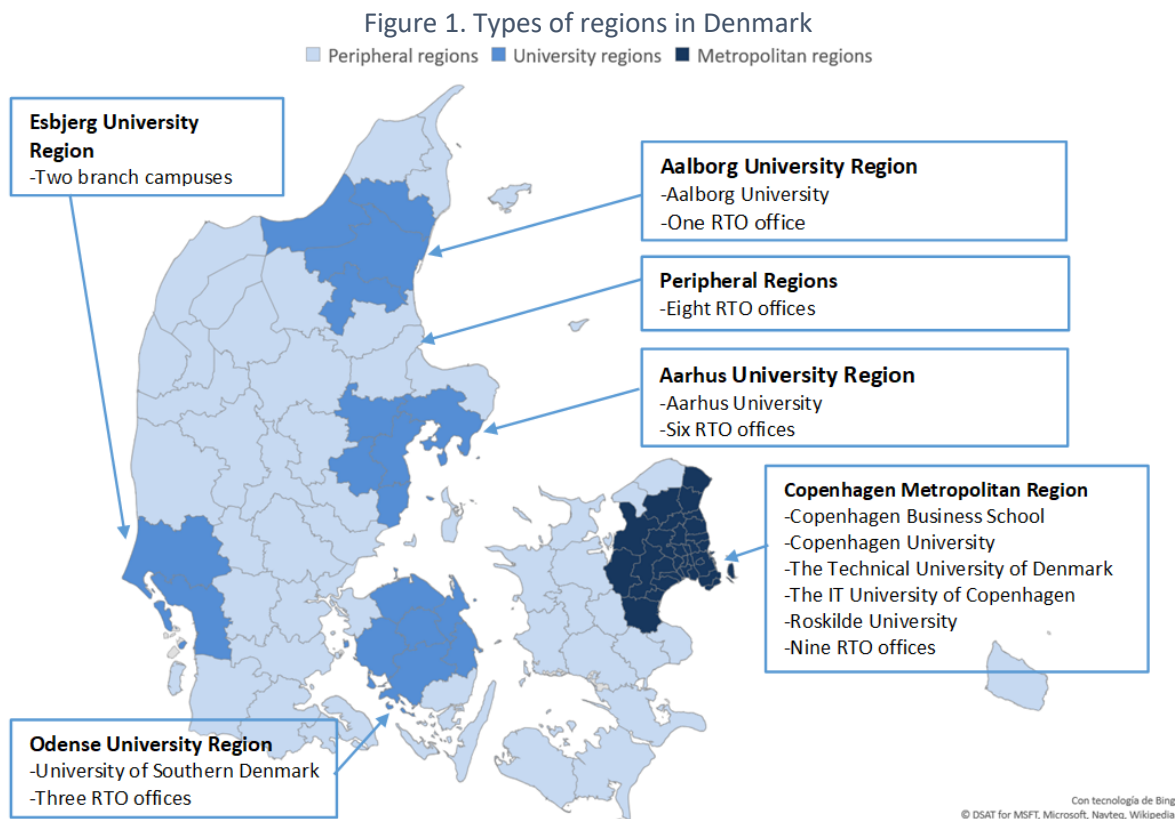 Figure 1. Types of regions in Denmark
Peripheral regions University regions Metropolitan regions
Esbjerg University
Region
-Two branch campuses
Aalborg University Region
-Aalborg University
-One RTO office
Peripheral Regions
-Eight RTO offices
Aarhus University Region
-Aarhus University
-Six RTO offices
Copenhagen Metropolitan Region
-Copenhagen Business School
-Copenhagen University
-The Technical University of Denmark
-The IT University of Copenhagen
-Roskilde University
-Nine RTO offices
Odense University Region
-University of Southern Denmark
-Three RTO offices
Con tecnología de Bing
© DSAT for MSFT, Microsoft, Navteq, Wikipedia